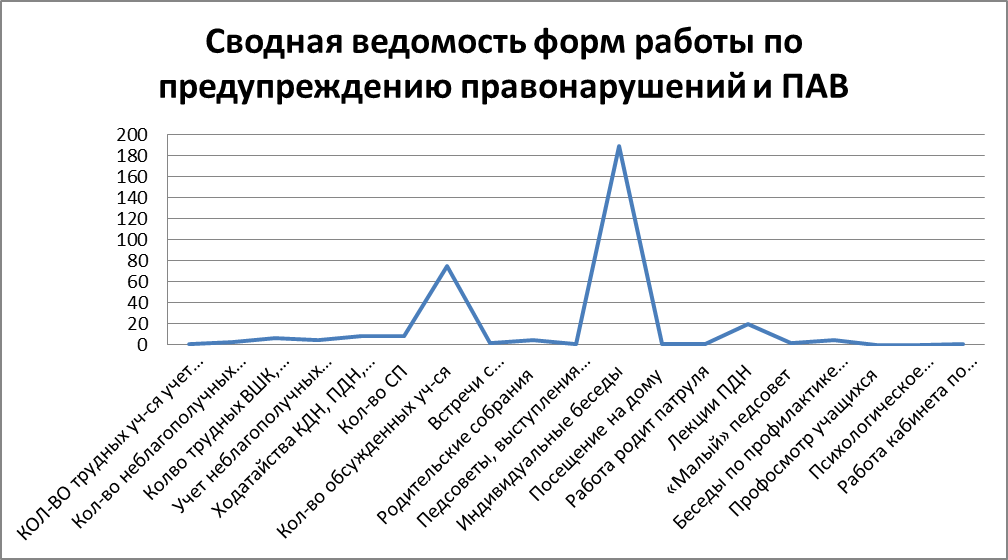 Сводная ведомость форм работы по
предупреждению правонарушений и ПАВ
200
180
160
140
120
100
80
60
40
20
0
КОЛ-ВО трудных уч-ся учет…
Кол-во неблагополучных…
Колво трудных ВШК,…
Учет неблагополучных…
Ходатайства КДН, ПДН,…
Кол-во СП
Кол-во обсужденных уч-ся
Встречи с…
Родительские собрания
Педсоветы, выступления…
Индивидуальные беседы
Посещение на дому
Работа родит патруля
Лекции ПДН
«Малый» педсовет
Беседы по профилактике…
Профосмотр учащихся
Психологическое…
Работа кабинета по…